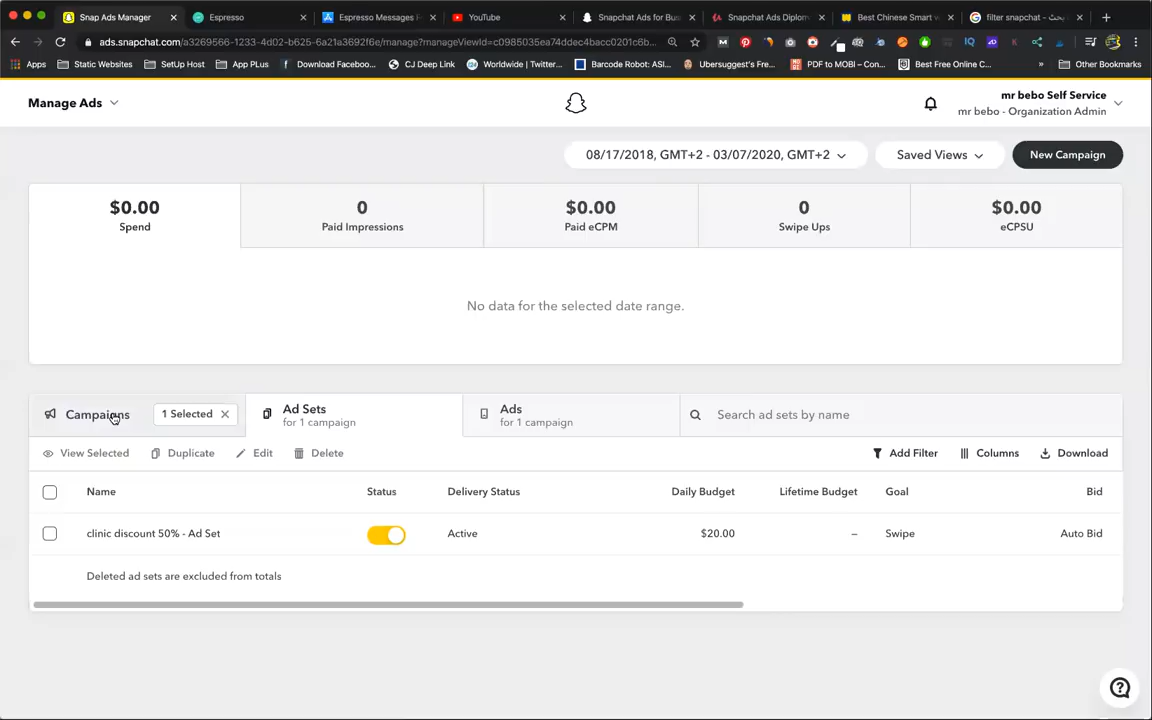 Snap Ads Manager
Espresso
Espresso Messages
YouTube
Snapchat Ads for Bus
Snapchat Ads Diplom
Best Chinese Smart
filter snapchat - بحث
ads.snapchat.com/a3269566-1233-4d02-b625-6a21a3692f6e/manage?manageViewId=c0985035ea74ddec4bacc0201c6b...
Apps
Static Websites
SetUp Host
App PLus
Download Faceboo...
CJ Deep Link
Worldwide | Twitter...
Barcode Robot: ASI...
Ubersuggest's Fre...
PDF to MOBI – Con...
Best Free Online C...
»
Other Bookmarks
Manage Ads
mr bebo Self Service
mr bebo - Organization Admin
08/17/2018, GMT+2 - 03/07/2020, GMT+2
Saved Views
New Campaign
$0.00
Spend
0
Paid Impressions
$0.00
Paid eCPM
0
Swipe Ups
$0.00
eCPSU
No data for the selected date range.
Campaigns
1 Selected
Ad Sets
for 1 campaign
Ads
for 1 campaign
Search ad sets by name
View Selected
Duplicate
Edit
Delete
Add Filter
Columns
Download
Name
Status
Delivery Status
Daily Budget
Lifetime Budget
Goal
Bid
clinic discount 50% - Ad Set
Active
$20.00
–
Swipe
Auto Bid
Deleted ad sets are excluded from totals